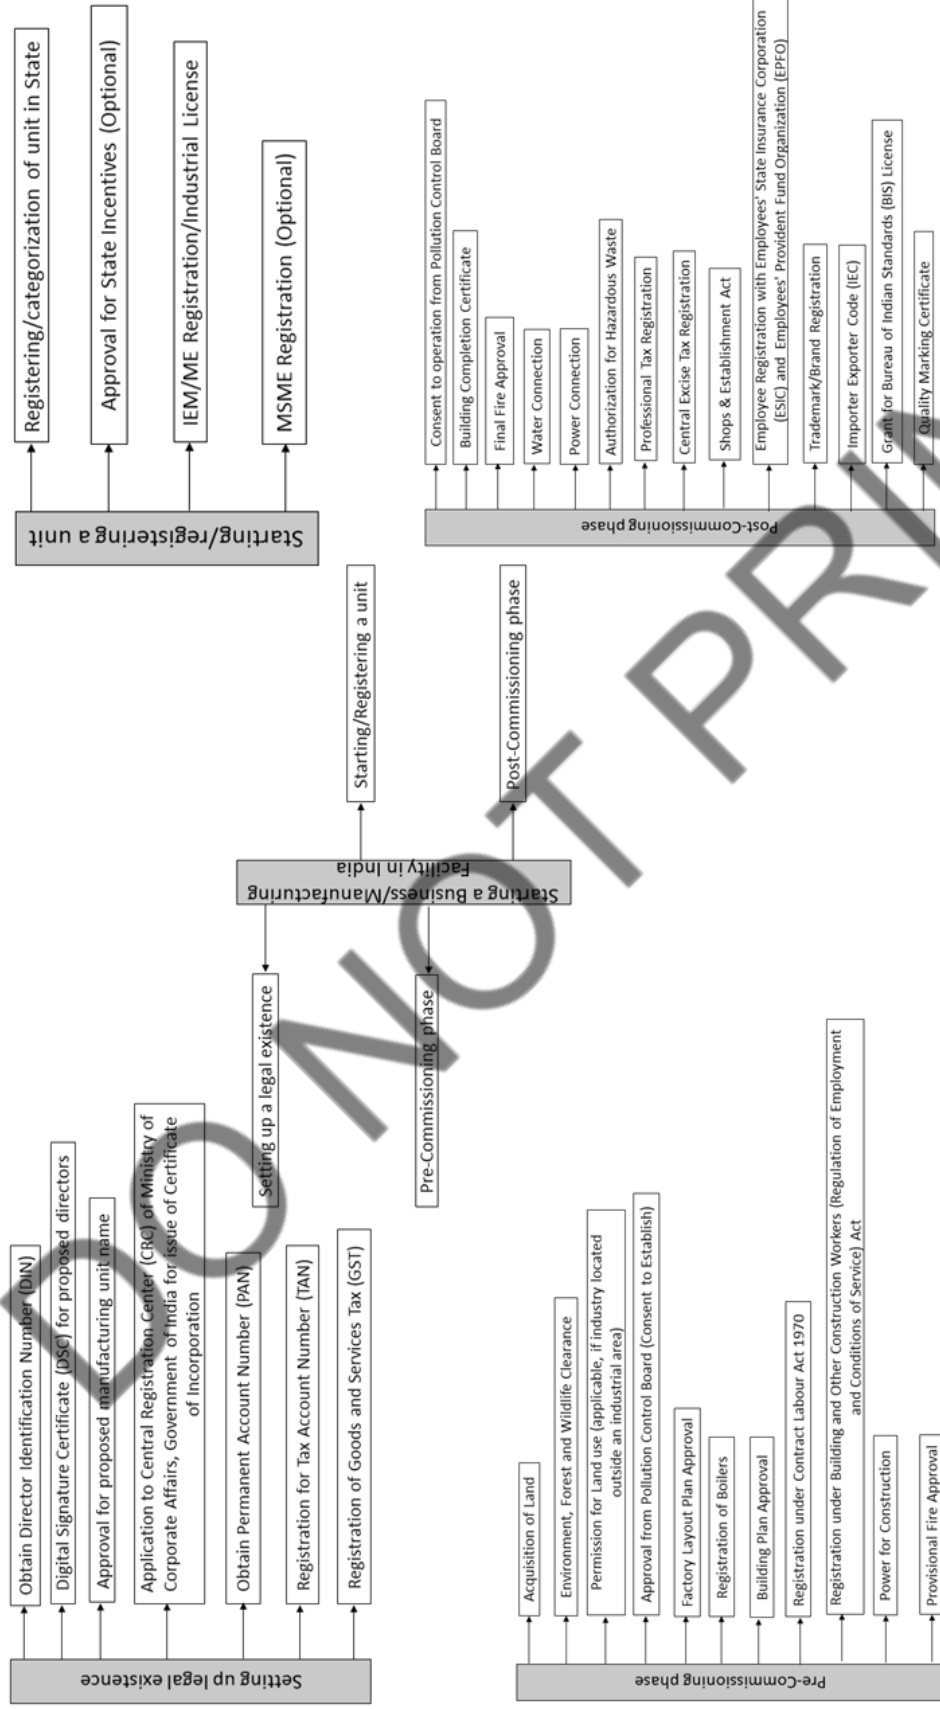 Setting up legal existence
Obtain Director Identification Number (DIN)
Digital Signature Certificate (DSC) for proposed directors
Approval for proposed manufacturing unit name
Application to Central Registration Center (CRC) of Ministry of
Corporate Affairs, Government of India for issue of Certificate
of Incorporation
Obtain Permanent Account Number (PAN)
Registration for Tax Account Number (TAN)
Registration of Goods and Services Tax (GST)
Starting a Business/Manufacturing
Facility in India
Setting up a legal existence
Pre-Commissioning phase
Starting/Registering a unit
Post-Commissioning phase
Starting/registering a unit
Registering/categorization of unit in State
Approval for State Incentives (Optional)
IEM/ME Registration/Industrial License
MSME Registration (Optional)
Pre-Commissioning phase
Acquisition of Land
Environment, Forest and Wildlife Clearance
Permission for Land use (applicable, if industry located
outside an industrial area)
Approval from Pollution Control Board (Consent to Establish)
Factory Layout Plan Approval
Registration of Boilers
Building Plan Approval
Registration under Contract Labour Act 1970
Registration under Building and Other Construction Workers (Regulation of Employment
and Conditions of Service) Act
Power for Construction
Provisional Fire Approval
Post-Commissioning phase
Consent to operation from Pollution Control Board
Building Completion Certificate
Final Fire Approval
Water Connection
Power Connection
Authorization for Hazardous Waste
Professional Tax Registration
Central Excise Tax Registration
Shops & Establishment Act
Employee Registration with Employees' State Insurance Corporation
(ESIC) and Employees' Provident Fund Organization (EPFO)
Trademark/Brand Registration
Importer Exporter Code (IEC)
Grant for Bureau of Indian Standards (BIS) License
Quality Marking Certificate
DO NOT PRIN